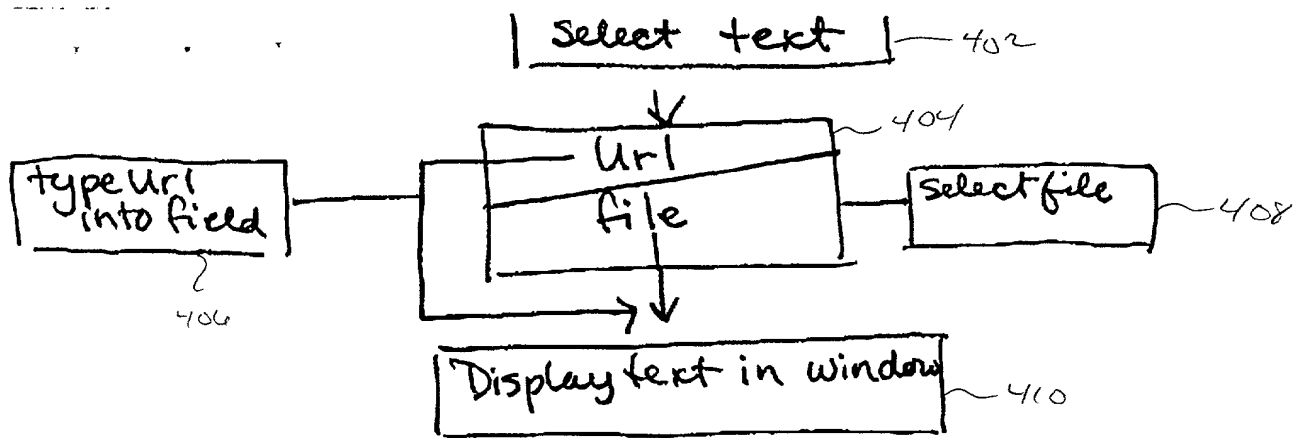 select text
402
Url
file
404
type Url
into field
406
select file
408
Display text in window
410